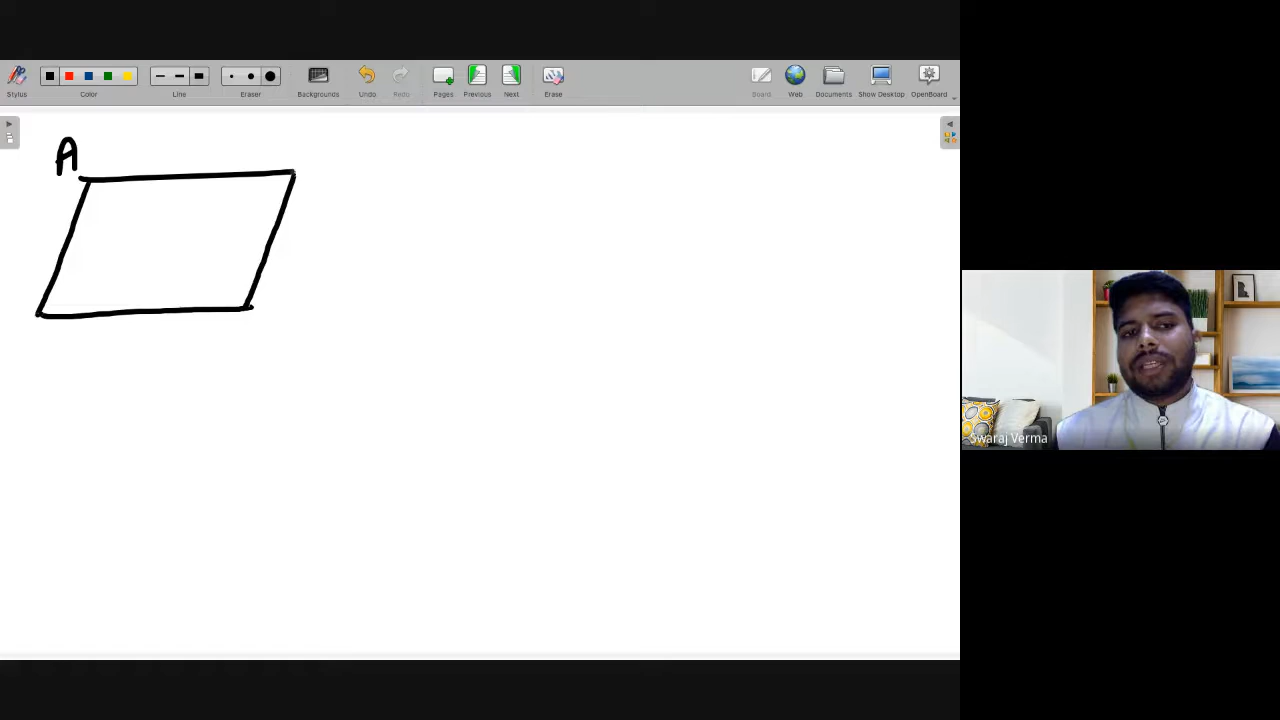 Stylus Color Line Eraser Backgrounds Undo Redo Pages Previous Next Erase Board Web Documents Show Desktop OpenBoard
A
Swaraj Verma